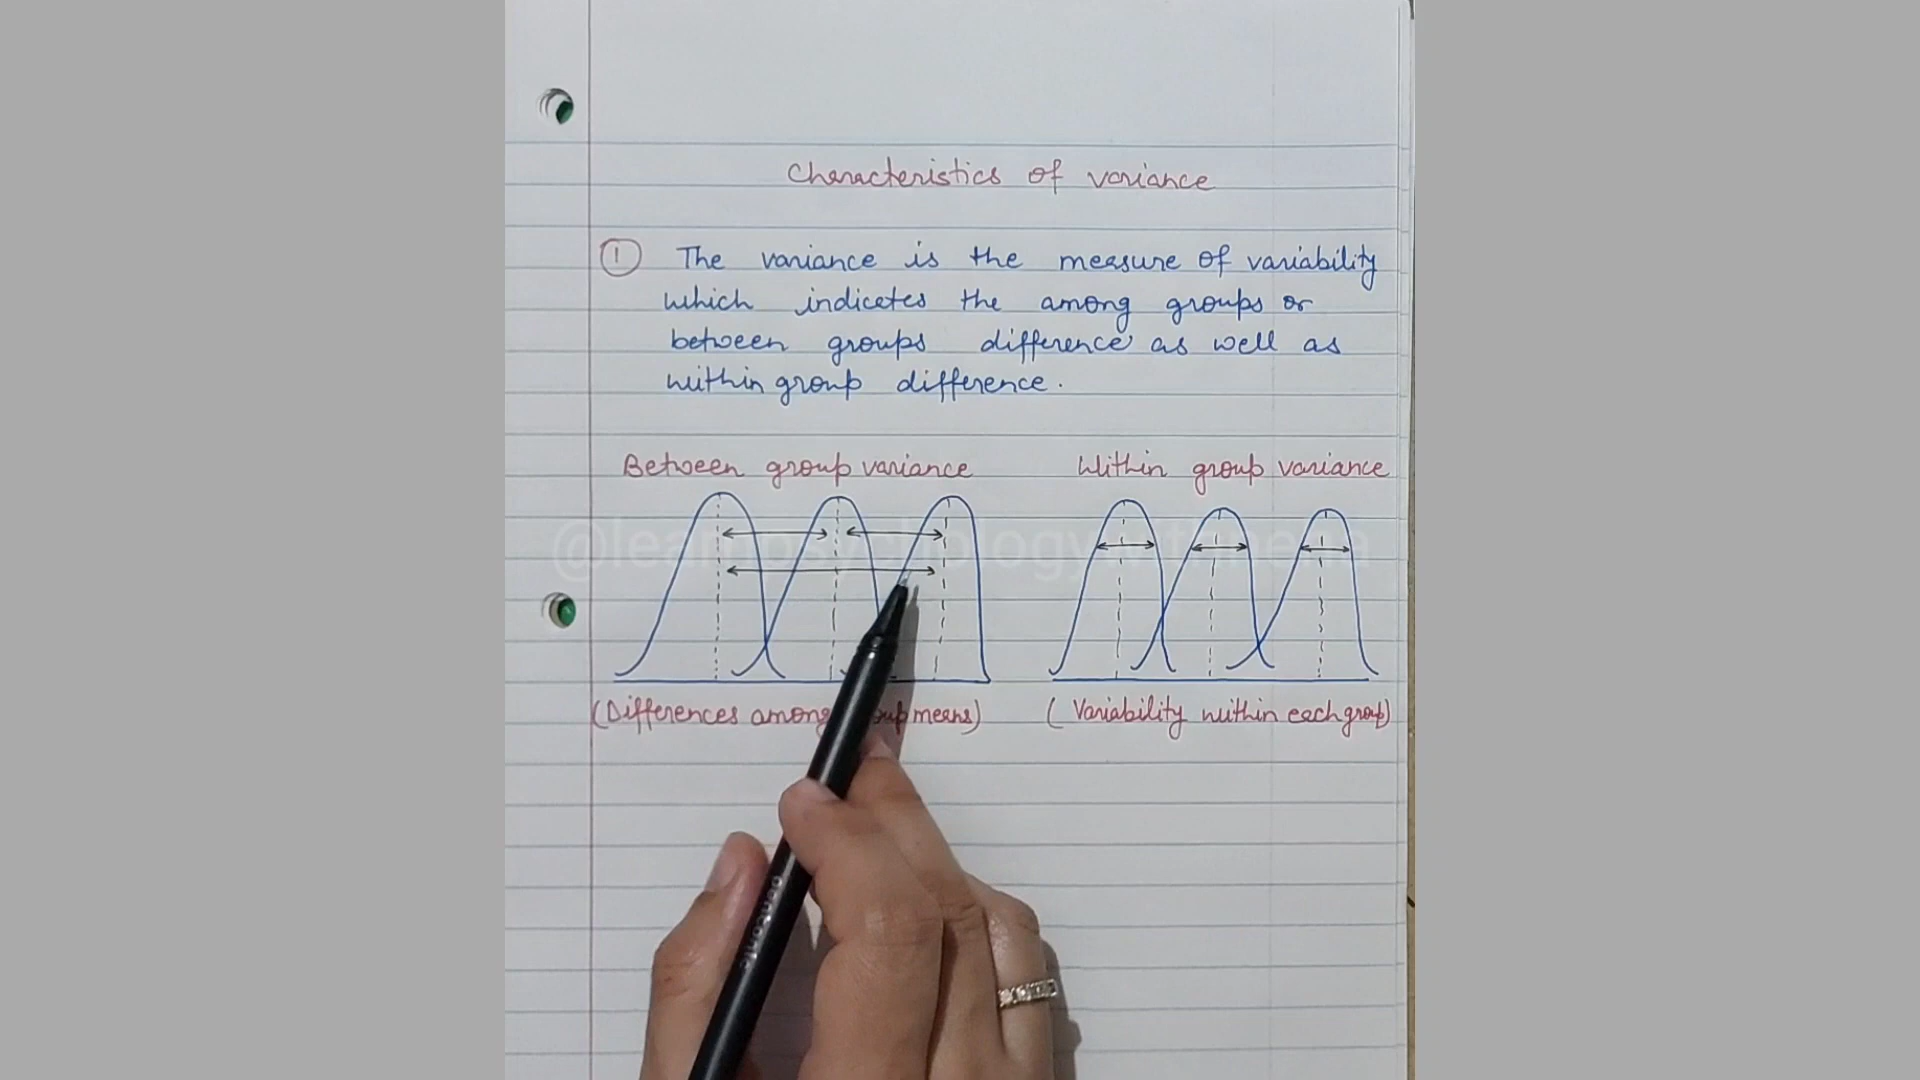 Characteristics of variance
1 The variance is the measure of variability
which indicates the among groups or
between groups difference as well as
within group difference.
Between group variance
Within group variance
@learnpsychologywithneha
(Differences among means)
(Variability within each group)